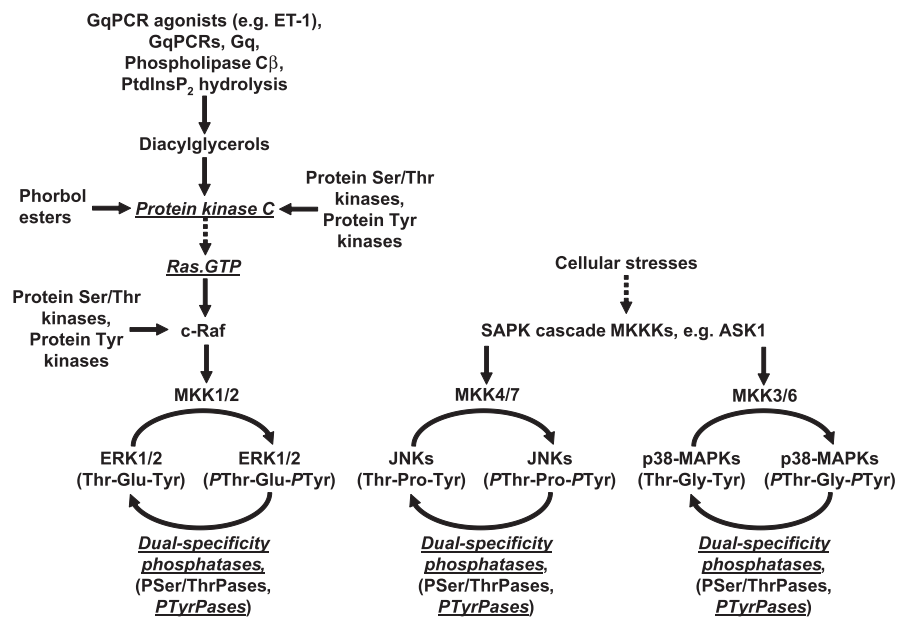 GqPCR agonists (e.g. ET-1),
GqPCRs, Gq,
Phospholipase Cβ,
PtdInsP2 hydrolysis
Diacylglycerols
Phorbol
esters
Protein kinase C
Protein Ser/Thr
kinases,
Protein Tyr
kinases
Ras.GTP
Protein Ser/Thr
kinases,
Protein Tyr
kinases
c-Raf
Cellular stresses
SAPK cascade MKKKs, e.g. ASK1
MKK1/2
MKK4/7
MKK3/6
ERK1/2
(Thr-Glu-Tyr)
ERK1/2
(PThr-Glu-PTyr)
JNKs
(Thr-Pro-Tyr)
JNKs
(PThr-Pro-PTyr)
p38-MAPKs
(Thr-Gly-Tyr)
p38-MAPKs
(PThr-Gly-PTyr)
Dual-specificity
phosphatases,
(PSer/ThrPases,
PTyrPases)
Dual-specificity
phosphatases,
(PSer/ThrPases,
PTyrPases)
Dual-specificity
phosphatases,
(PSer/ThrPases,
PTyrPases)